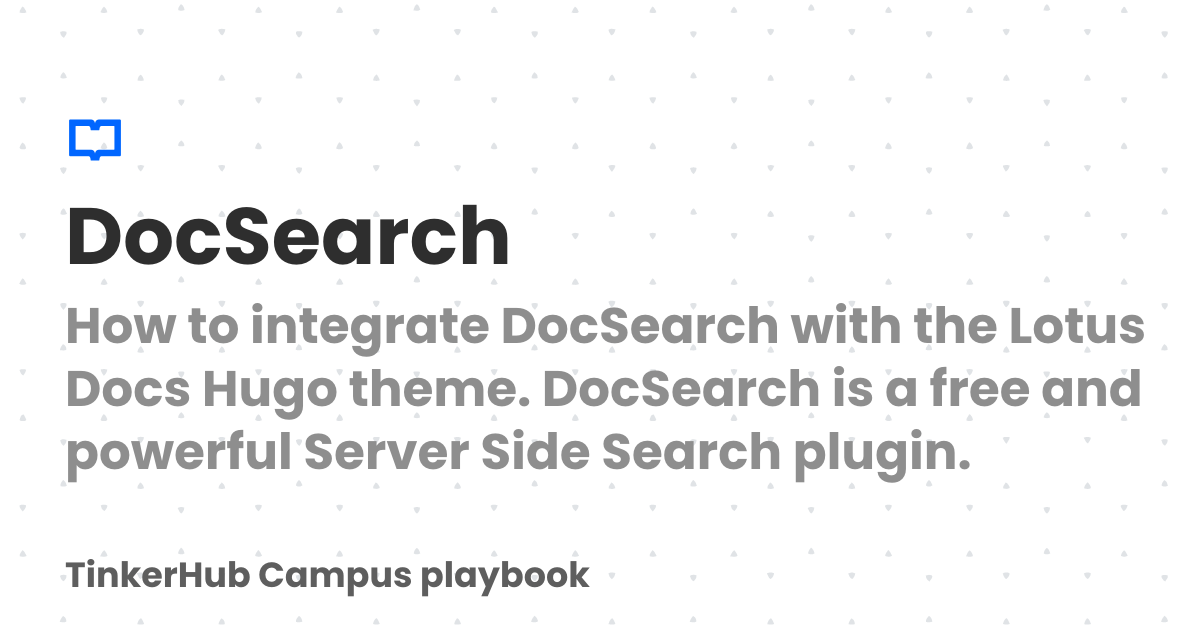 DocSearch
How to integrate DocSearch with the Lotus
Docs Hugo theme. DocSearch is a free and
powerful Server Side Search plugin.
TinkerHub Campus playbook